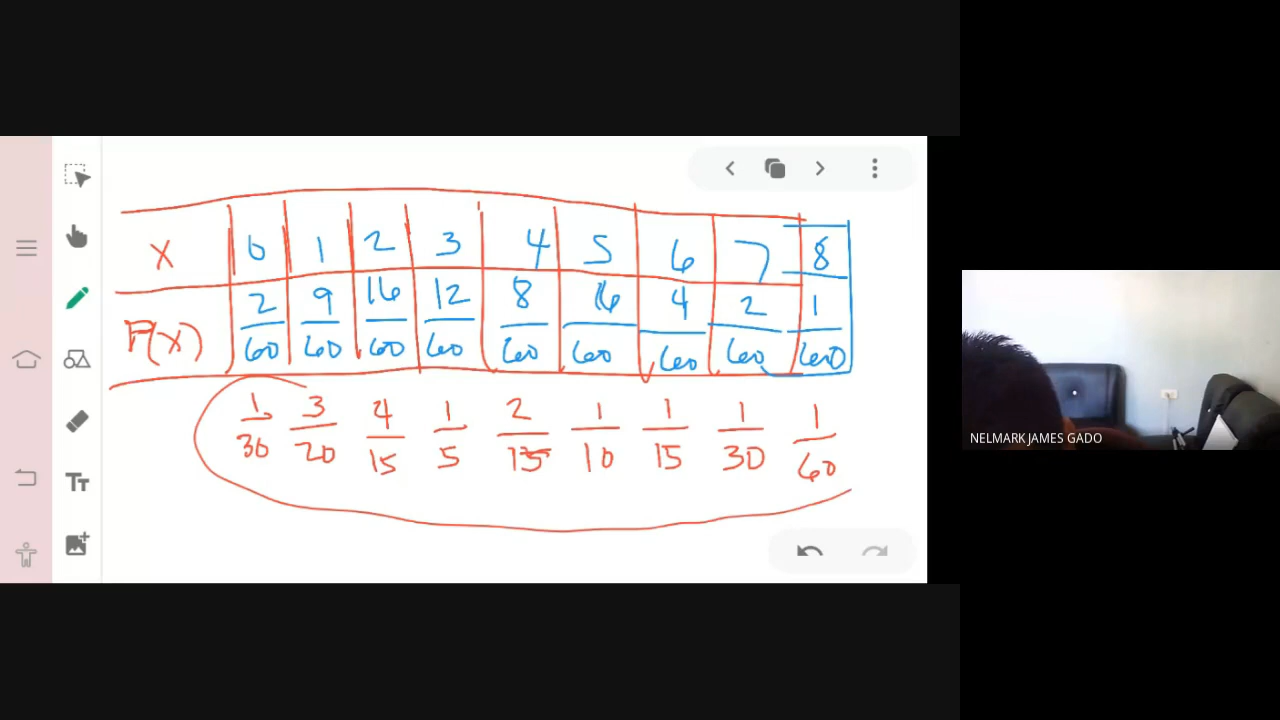 X 0 1 2 3 4 5 6 7 8
P(X) 2/60 9/60 16/60 12/60 8/60 6/60 4/60 2/60 1/60
1/30 3/20 4/15 1/5 2/15 1/10 1/15 1/30 1/60
TT
NELMARK JAMES GADO